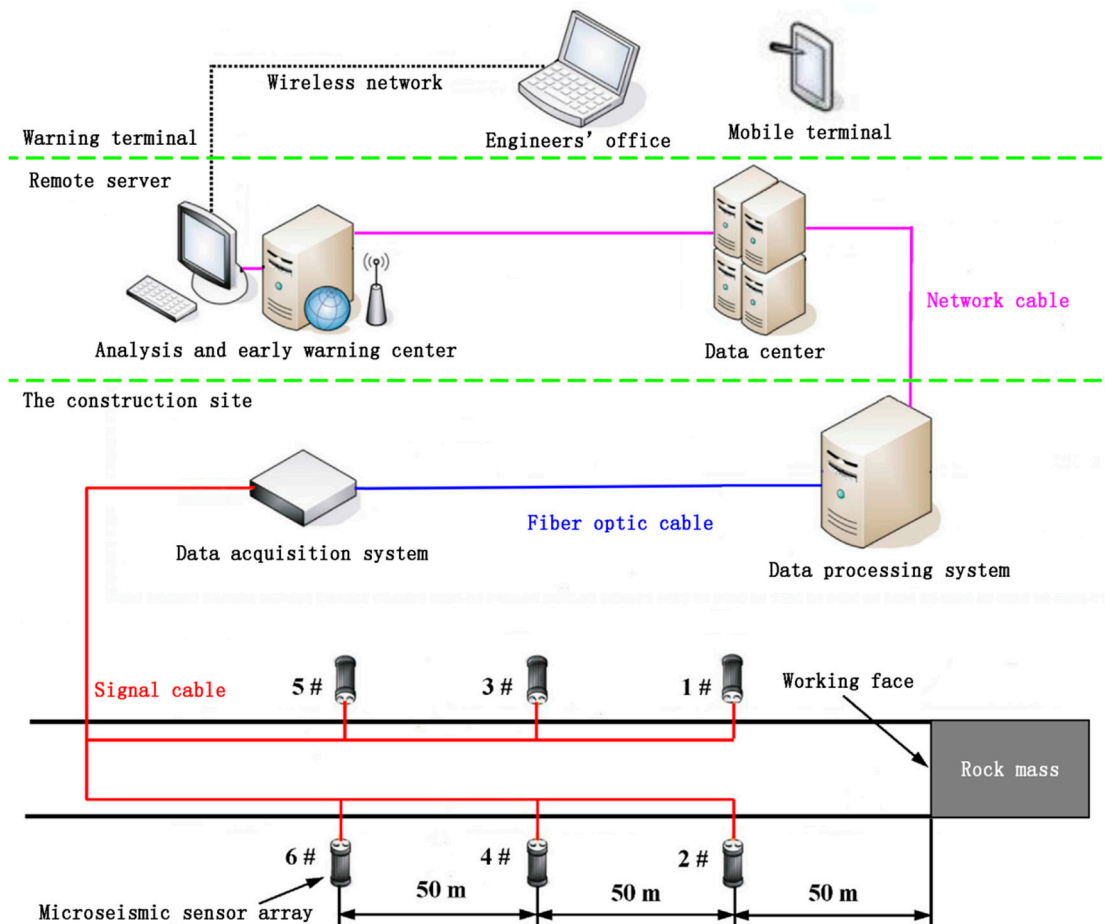 Wireless network
Warning terminal
Engineers' office
Mobile terminal
Remote server
Network cable
Analysis and early warning center
Data center
The construction site
Fiber optic cable
Data acquisition system
Data processing system
Signal cable
5 #
3 #
1 #
Working face
Rock mass
6 #
4 #
2 #
50 m
50 m
50 m
Microseismic sensor array